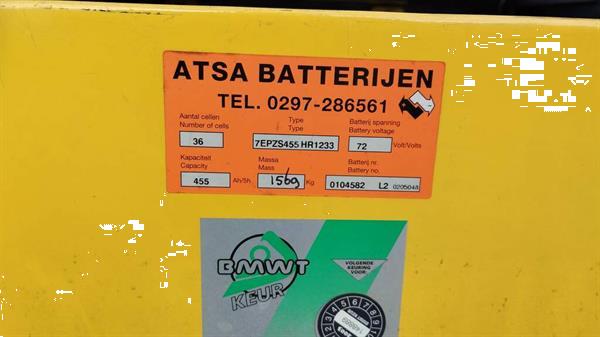 ATSA BATTERIJEN
TEL. 0297-286561
Aantal cellen Type Batterij spanning
Number of cells Type Battery voltage
36 7EPZS455 HR1233 72 Volt/Volts
Kapaciteit Massa Batterij nr.
Capacity Mass Battery no.
455 Ah/5h 1569 Kg 0104582 L2 0205048
BMWT
KEUR
VOLGENDE
KEURING
VOOR: